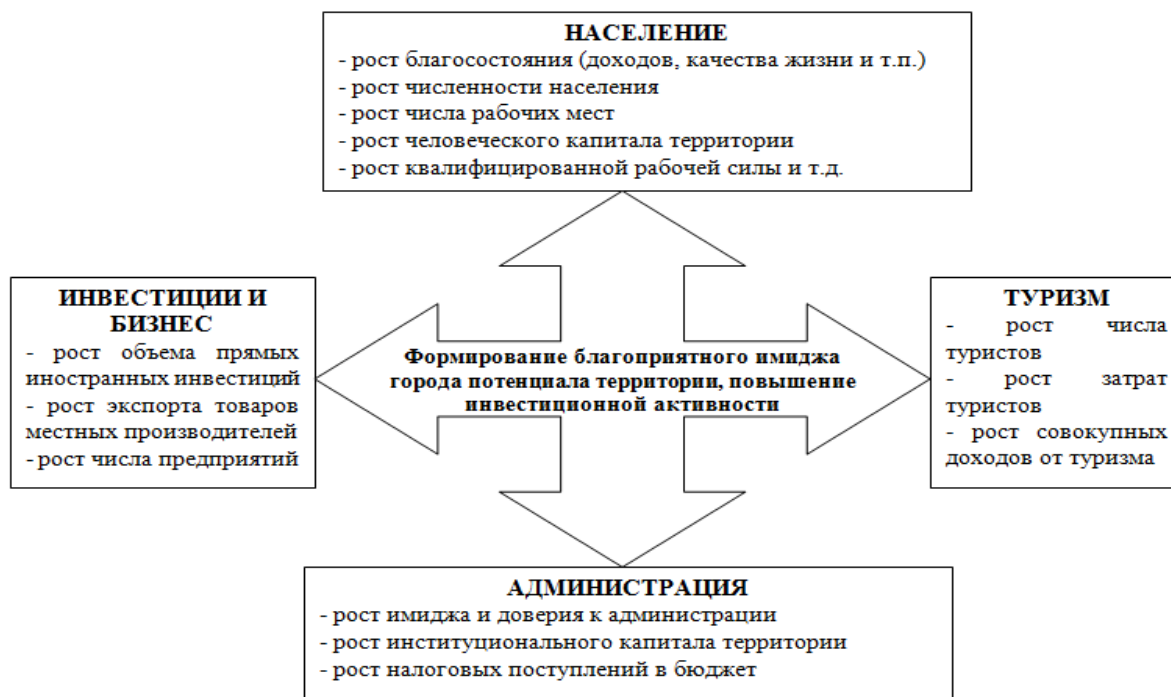 НАСЕЛЕНИЕ
- рост благосостояния (доходов, качества жизни и т.п.)
- рост численности населения
- рост числа рабочих мест
- рост человеческого капитала территории
- рост квалифицированной рабочей силы и т.д.
ИНВЕСТИЦИИ И
БИЗНЕС
- рост объема прямых
иностранных инвестиций
- рост экспорта товаров
местных производителей
- рост числа предприятий
Формирование благоприятного имиджа
города потенциала территории, повышение
инвестиционной активности
ТУРИЗМ
- рост числа
туристов
- рост затрат
туристов
- рост совокупных
доходов от туризма
АДМИНИСТРАЦИЯ
- рост имиджа и доверия к администрации
- рост институционального капитала территории
- рост налоговых поступлений в бюджет